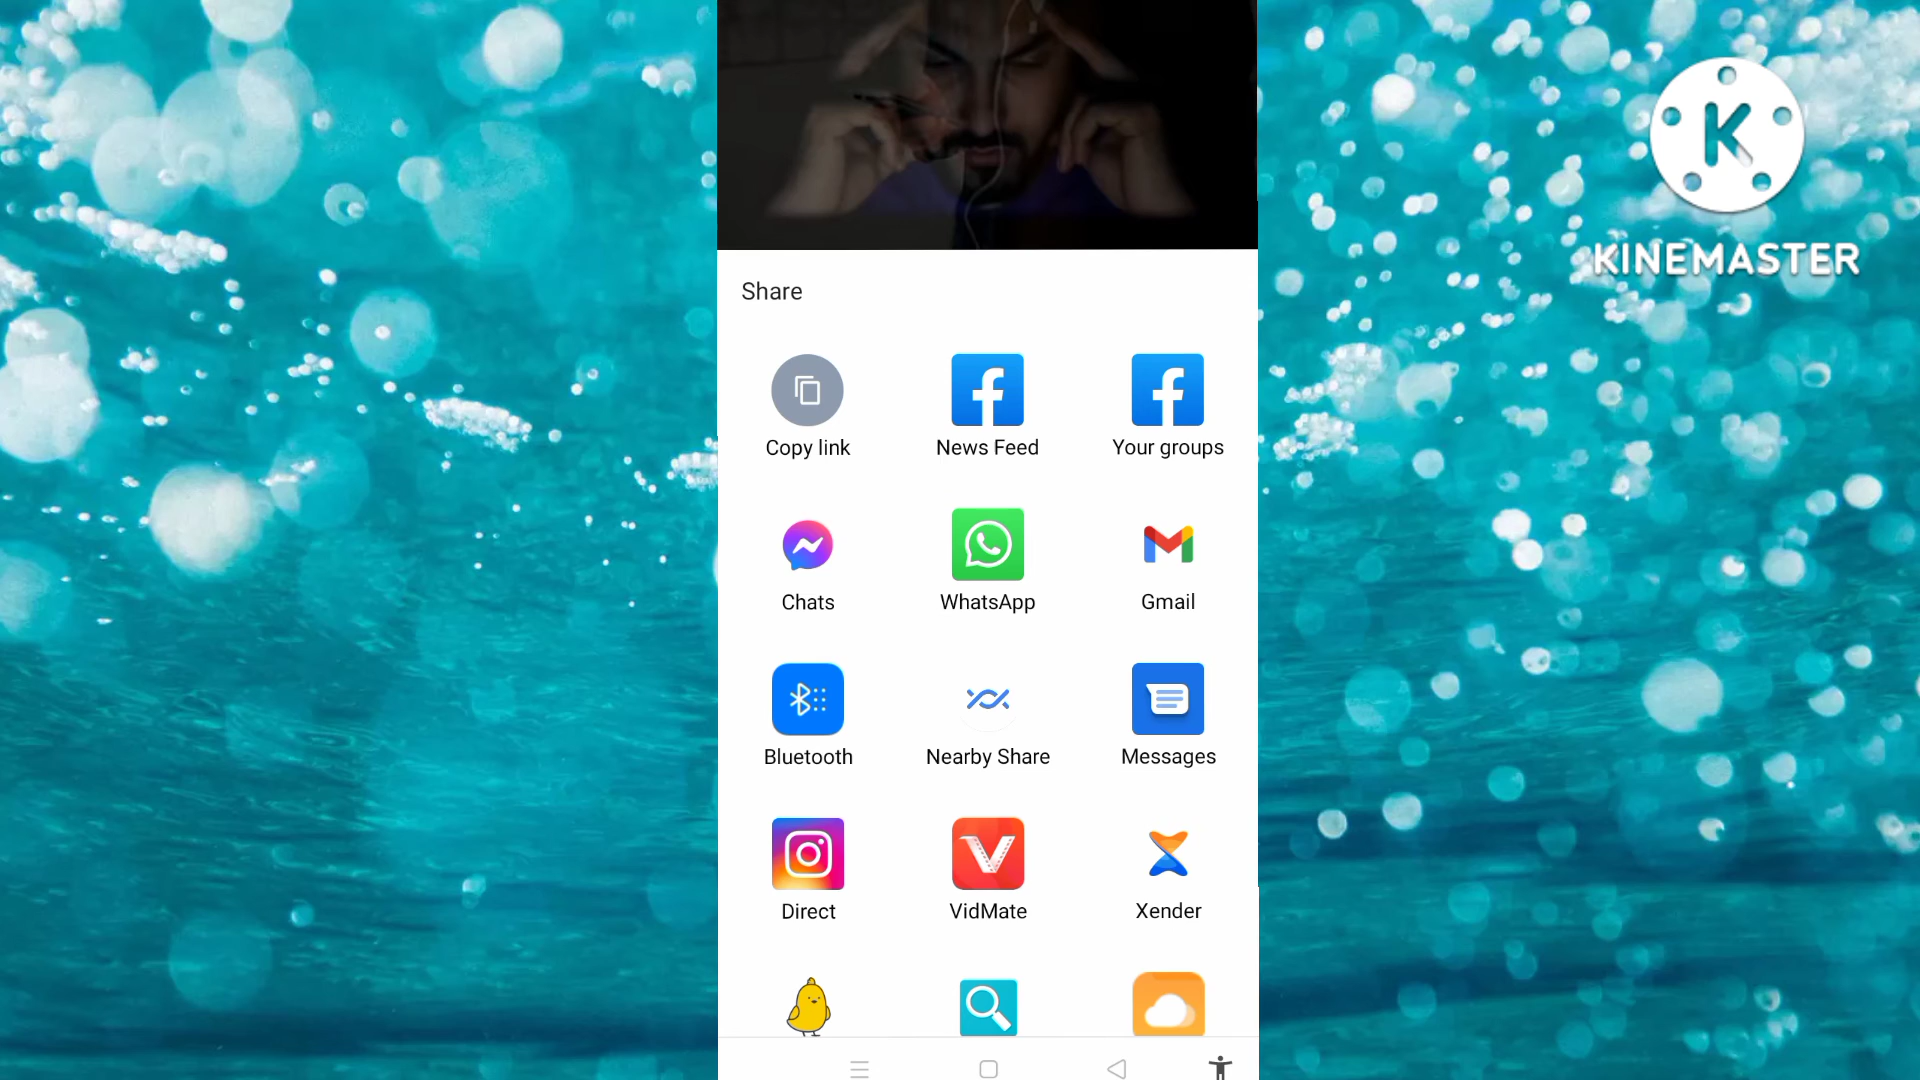 KINEMASTER
Share
Copy link
News Feed
Your groups
Chats
WhatsApp
Gmail
Bluetooth
Nearby Share
Messages
Direct
VidMate
Xender